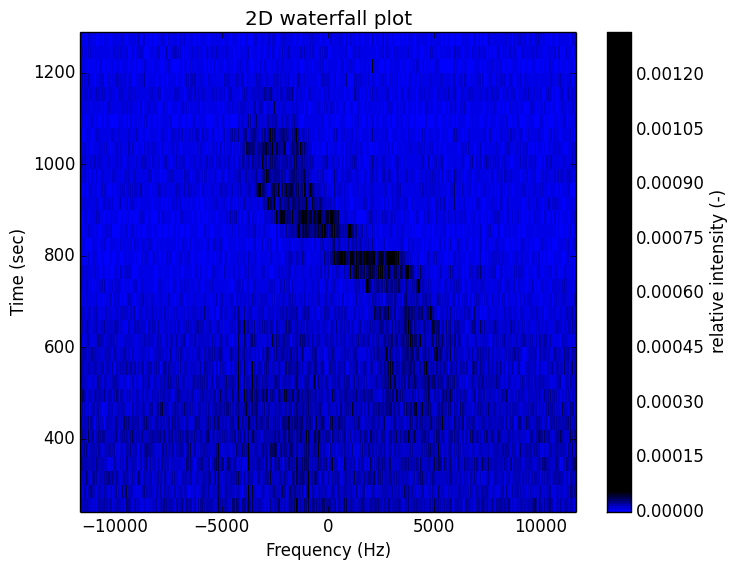 2D waterfall plot
1200
1000
800
600
400
Time (sec)
−10000 −5000 0 5000 10000
Frequency (Hz)
0.00120
0.00105
0.00090
0.00075
0.00060
0.00045
0.00030
0.00015
0.00000
relative intensity (-)